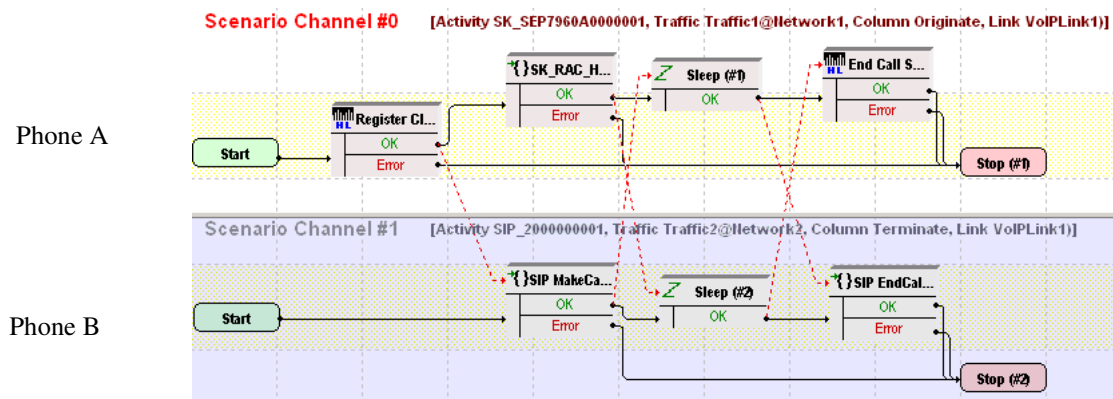 Scenario Channel #0 [Activity SK_SEP7960A0000001, Traffic Traffic1@Network1, Column Originate, Link VoIPLink1)]
{}SK_RAC_H...
OK
Error
Sleep (#1)
OK
HL End Call S...
OK
Error
Phone A
Start
HL Register Cl...
OK
Error
Stop (#1)
Scenario Channel #1 [Activity SIP_2000000001, Traffic Traffic2@Network2, Column Terminate, Link VoIPLink1)]
{}SIP MakeCa...
OK
Error
Sleep (#2)
OK
{}SIP EndCal...
OK
Error
Phone B
Start
Stop (#2)